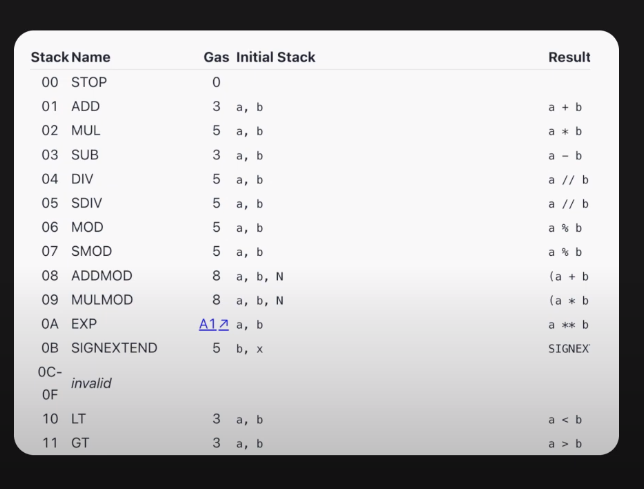 Stack Name Gas Initial Stack Result
00 STOP 0
01 ADD 3 a, b a + b
02 MUL 5 a, b a * b
03 SUB 3 a, b a - b
04 DIV 5 a, b a // b
05 SDIV 5 a, b a // b
06 MOD 5 a, b a % b
07 SMOD 5 a, b a % b
08 ADDMOD 8 a, b, N (a + b
09 MULMOD 8 a, b, N (a * b
0A EXP A1↗ a, b a ** b
0B SIGNEXTEND 5 b, x SIGNEX
0C-
0F invalid
10 LT 3 a, b a < b
11 GT 3 a, b a > b